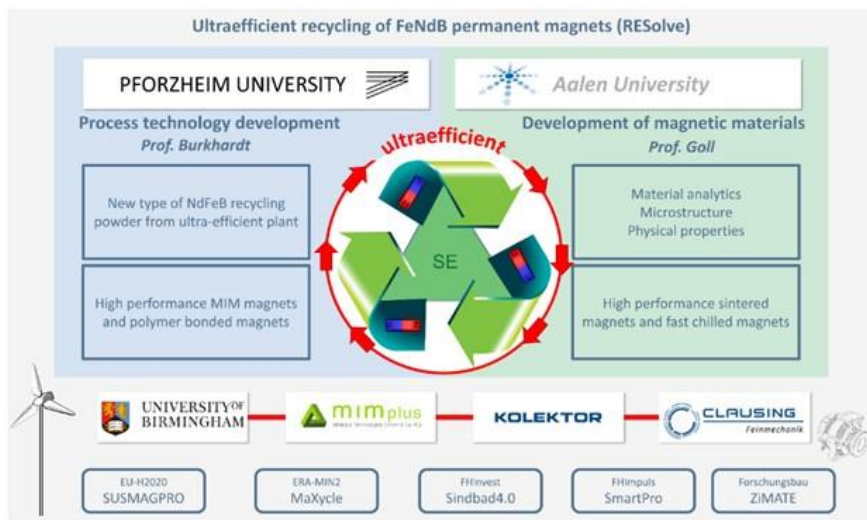 Ultraefficient recycling of FeNdB permanent magnets (RESolve)
PFORZHEIM UNIVERSITY
Aalen University
Process technology development
Prof. Burkhardt
ultraefficient
Development of magnetic materials
Prof. Goll
New type of NdFeB recycling
powder from ultra-efficient plant
Material analytics
Microstructure
Physical properties
SE
High performance MIM magnets
and polymer bonded magnets
High performance sintered
magnets and fast chilled magnets
UNIVERSITY OF
BIRMINGHAM
mimplus
KOLEKTOR
CLAUSING
Feinmechanik
EU-H2020
SUSMAGPRO
ERA-MIN2
MaXycle
FHinvest
Sindbad4.0
FHImpuls
SmartPro
Forschungsbau
ZiMATE